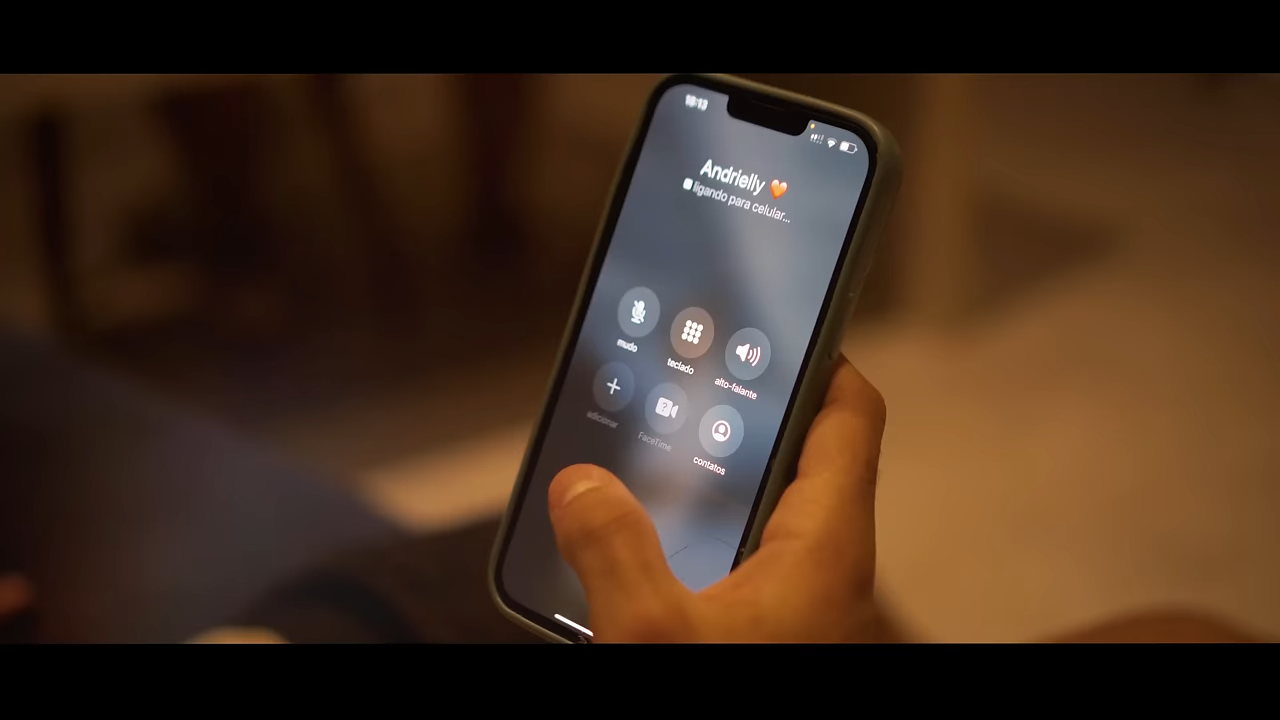 Andrielly 🧡
ligando para celular...
mudo
teclado
alto-falante
adicionar
FaceTime
contatos